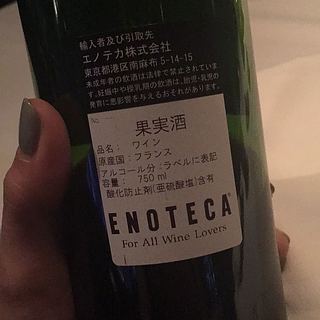 輸入者及び引取先
エノテカ株式会社
東京都港区南麻布 5-14-15
未成年者の飲酒は法律で禁止されていま
す。妊娠中や授乳期の飲酒は、胎児・乳児の
発育に悪影響を与えるおそれがあります。
No.
果実酒
品名： ワイン
原産国：フランス
アルコール分：ラベルに表記
容量： 750 ml
酸化防止剤(亜硫酸塩)含有
ENOTECA®
For All Wine Lovers